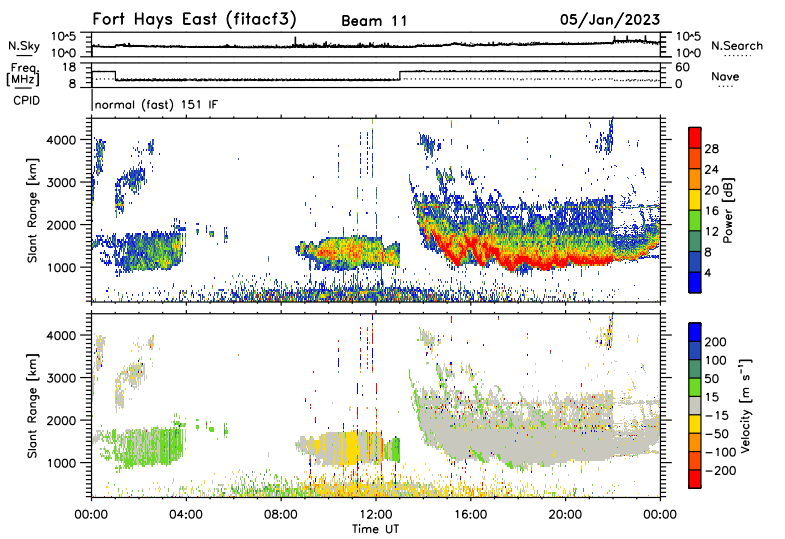 Fort Hays East (fitacf3) Beam 11 05/Jan/2023
N.Sky 10^5 10^0 10^5 10^0 N.Search
Freq. [MHz] 18 8 60 0 Nave
CPID normal (fast) 151 IF
Slant Range [km] 4000 3000 2000 1000
Power [dB] 28 24 20 16 12 8 4
Slant Range [km] 4000 3000 2000 1000
Velocity [m s⁻¹] 200 100 50 15 −15 −50 −100 −200
00:00 04:00 08:00 12:00 16:00 20:00 00:00
Time UT